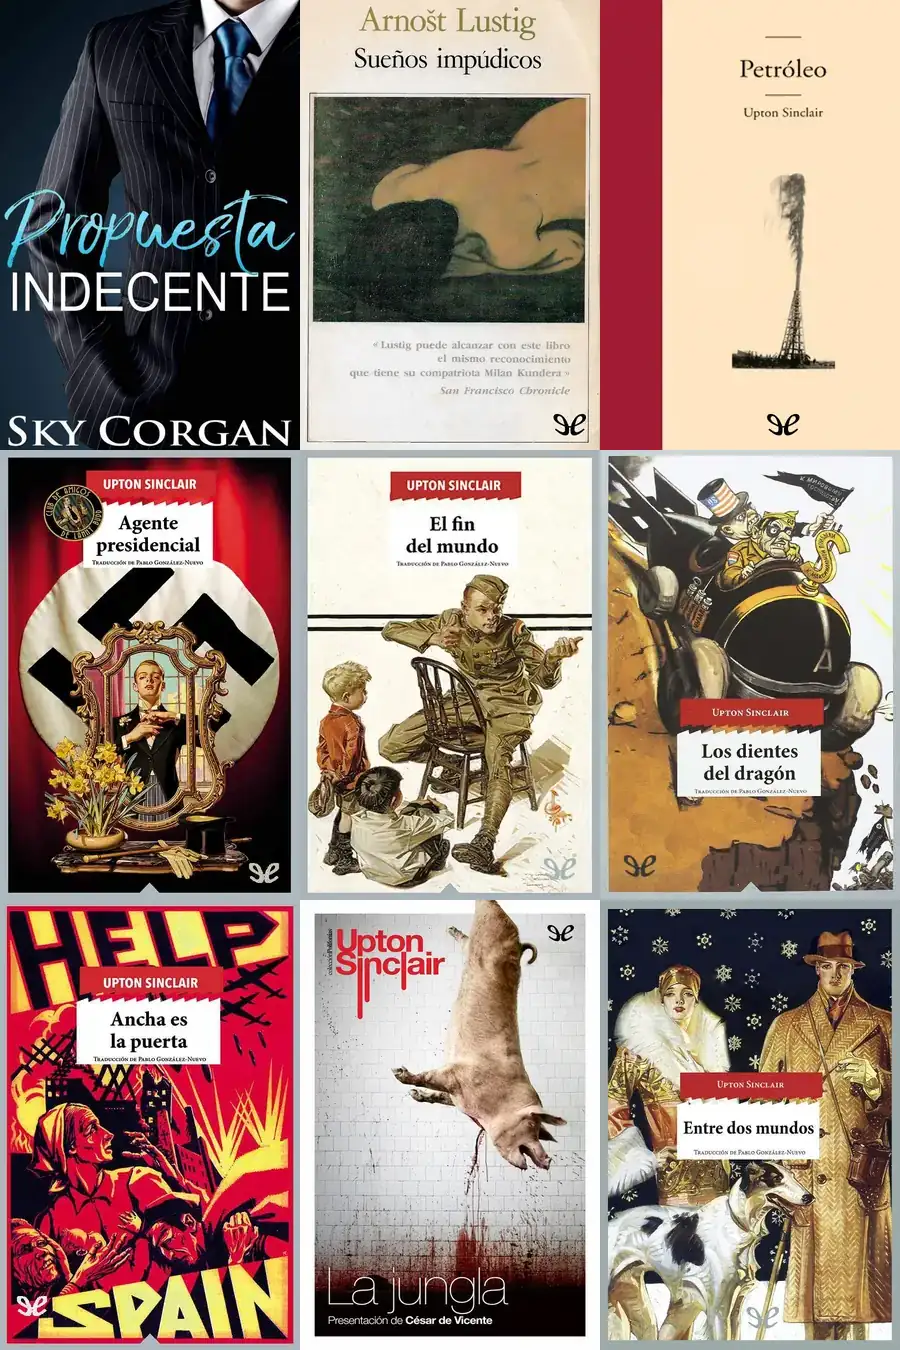 Propuesta
INDECENTE
SKY CORGAN
Arnošt Lustig
Sueños impúdicos
«Lustig puede alcanzar con este libro
el mismo reconocimiento
que tiene su compatriota Milan Kundera»
San Francisco Chronicle
Petróleo
Upton Sinclair
UPTON SINCLAIR
Agente
presidencial
TRADUCCIÓN DE PABLO GONZÁLEZ-NUEVO
UPTON SINCLAIR
El fin
del mundo
TRADUCCIÓN DE PABLO GONZÁLEZ-NUEVO
UPTON SINCLAIR
Los dientes
del dragón
TRADUCCIÓN DE PABLO GONZÁLEZ-NUEVO
HELP
UPTON SINCLAIR
Ancha es
la puerta
TRADUCCIÓN DE PABLO GONZÁLEZ-NUEVO
SPAIN
Upton
Sinclair
La jungla
Presentación de César de Vicente
UPTON SINCLAIR
Entre dos mundos
TRADUCCIÓN DE PABLO GONZÁLEZ-NUEVO